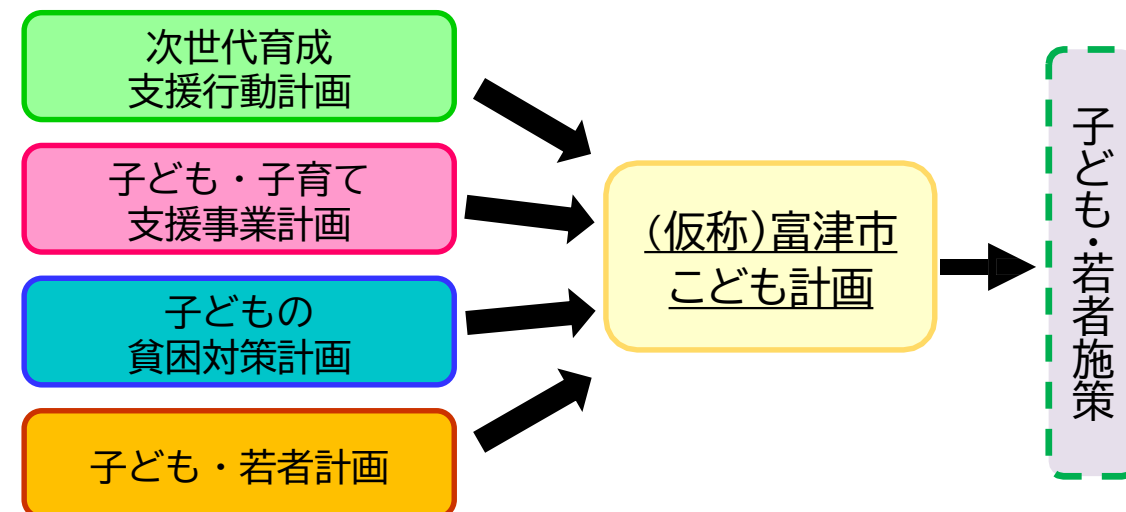 次世代育成
支援行動計画
子ども・子育て
支援事業計画
子どもの
貧困対策計画
子ども・若者計画
(仮称)富津市
こども計画
子ども・若者施策